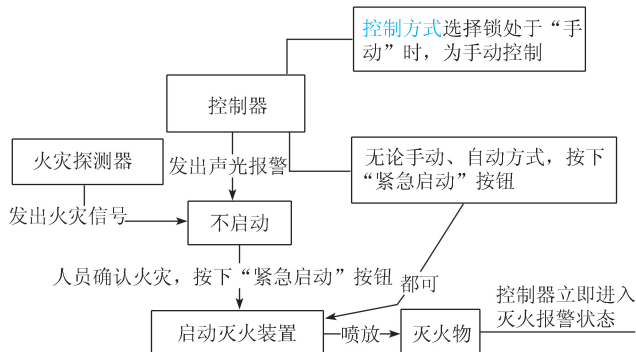 控制方式选择锁处于“手
动”时，为手动控制
控制器
火灾探测器
发出声光报警
无论手动、自动方式，按下
“紧急启动”按钮
发出火灾信号
不启动
人员确认火灾，按下“紧急启动”按钮
都可
控制器立即进入
灭火报警状态
启动灭火装置
喷放
灭火物